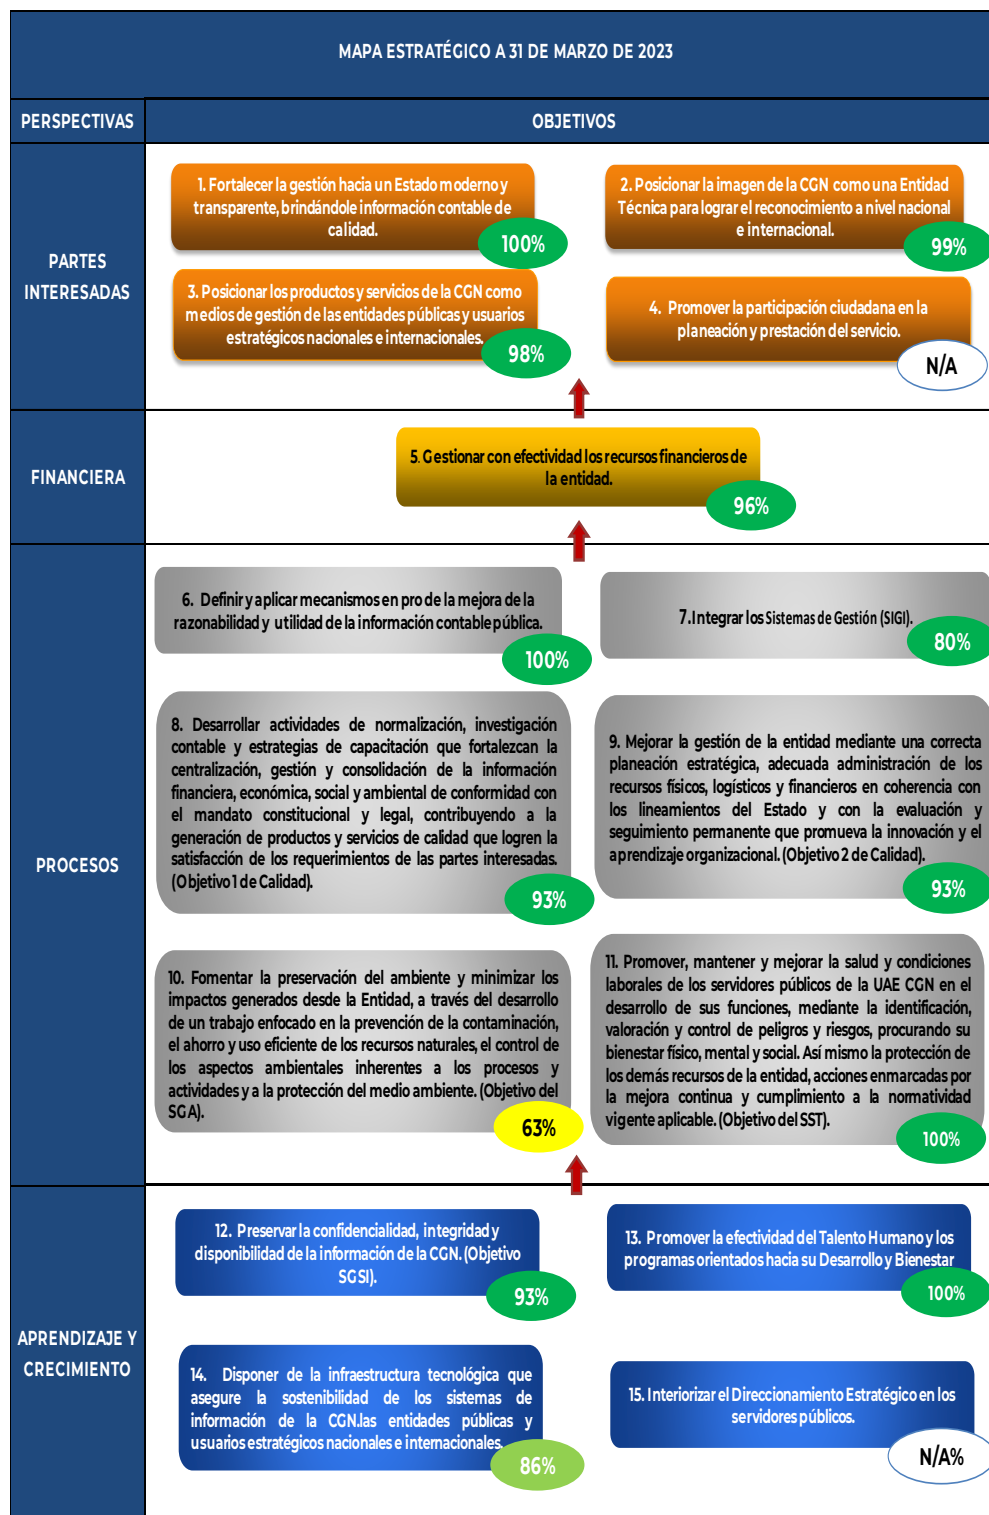 MAPA ESTRATÉGICO A 31 DE MARZO DE 2023
PERSPECTIVAS
OBJETIVOS
PARTES
INTERESADAS
1. Fortalecer la gestión hacia un Estado moderno y
transparente, brindándole información contable de
calidad.
100%
2. Posicionar la imagen de la CGN como una Entidad
Técnica para lograr el reconocimiento a nivel nacional
e internacional.
99%
3. Posicionar los productos y servicios de la CGN como
medios de gestión de las entidades públicas y usuarios
estratégicos nacionales e internacionales.
98%
4. Promover la participación ciudadana en la
planeación y prestación del servicio.
N/A
FINANCIERA
5. Gestionar con efectividad los recursos financieros de
la entidad.
96%
PROCESOS
6. Definir y aplicar mecanismos en pro de la mejora de la
razonabilidad y utilidad de la información contable pública.
100%
7. Integrar los Sistemas de Gestión (SIGI).
80%
8. Desarrollar actividades de normalización, investigación
contable y estrategias de capacitación que fortalezcan la
centralización, gestión y consolidación de la información
financiera, económica, social y ambiental de conformidad con
el mandato constitucional y legal, contribuyendo a la
generación de productos y servicios de calidad que logren la
satisfacción de los requerimientos de las partes interesadas.
(Objetivo 1 de Calidad).
93%
9. Mejorar la gestión de la entidad mediante una correcta
planeación estratégica, adecuada administración de los
recursos físicos, logísticos y financieros en coherencia con
los lineamientos del Estado y con la evaluación y
seguimiento permanente que promueva la innovación y el
aprendizaje organizacional. (Objetivo 2 de Calidad).
93%
10. Fomentar la preservación del ambiente y minimizar los
impactos generados desde la Entidad, a través del desarrollo
de un trabajo enfocado en la prevención de la contaminación,
el ahorro y uso eficiente de los recursos naturales, el control de
los aspectos ambientales inherentes a los procesos y
actividades y a la protección del medio ambiente. (Objetivo del
SGA).
63%
11. Promover, mantener y mejorar la salud y condiciones
laborales de los servidores públicos de la UAE CGN en el
desarrollo de sus funciones, mediante la identificación,
valoración y control de peligros y riesgos, procurando su
bienestar físico, mental y social. Así mismo la protección de
los demás recursos de la entidad, acciones enmarcadas por
la mejora continua y cumplimiento a la normatividad
vigente aplicable. (Objetivo del SST).
100%
APRENDIZAJE Y
CRECIMIENTO
12. Preservar la confidencialidad, integridad y
disponibilidad de la información de la CGN. (Objetivo
SGSI).
93%
13. Promover la efectividad del Talento Humano y los
programas orientados hacia su Desarrollo y Bienestar
100%
14. Disponer de la infraestructura tecnológica que
asegure la sostenibilidad de los sistemas de
información de la CGN.las entidades públicas y
usuarios estratégicos nacionales e internacionales.
86%
15. Interiorizar el Direccionamiento Estratégico en los
servidores públicos.
N/A%